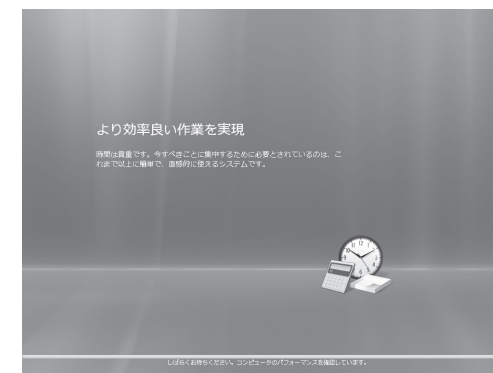 より効率良い作業を実現
時間は貴重です。今すべきことに集中するために必要とされているのは、こ
れまで以上に簡単で、直感的に使えるシステムです。
しばらくお待ちください。コンピュータのパフォーマンスを確認しています。